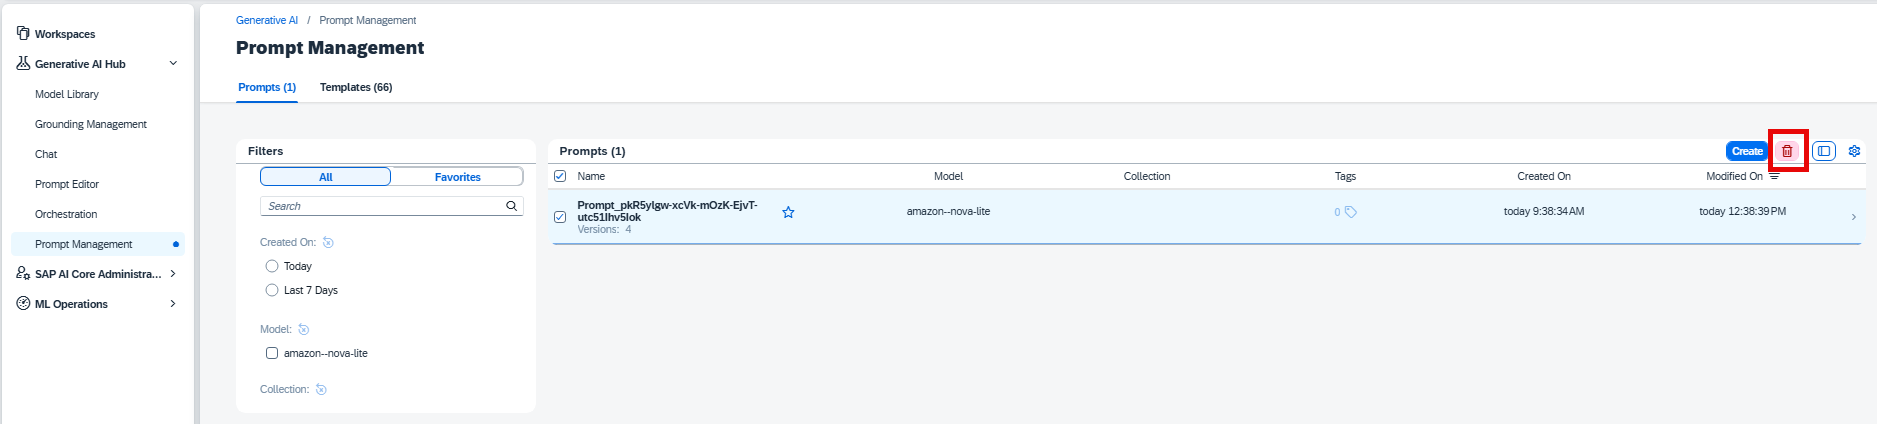 Workspaces
Generative AI Hub
Model Library
Grounding Management
Chat
Prompt Editor
Orchestration
Prompt Management
SAP AI Core Administra...
ML Operations
Generative AI / Prompt Management
Prompt Management
Prompts (1) Templates (66)
Filters
All Favorites
Search
Created On:
Today
Last 7 Days
Model:
amazon--nova-lite
Collection:
Prompts (1) Create
Name Model Collection Tags Created On Modified On
Prompt_pkR5ylgw-xcVk-mOzK-EjvT- amazon--nova-lite 0 today 9:38:34 AM today 12:38:39 PM
utc51Ihv5Iok
Versions: 4